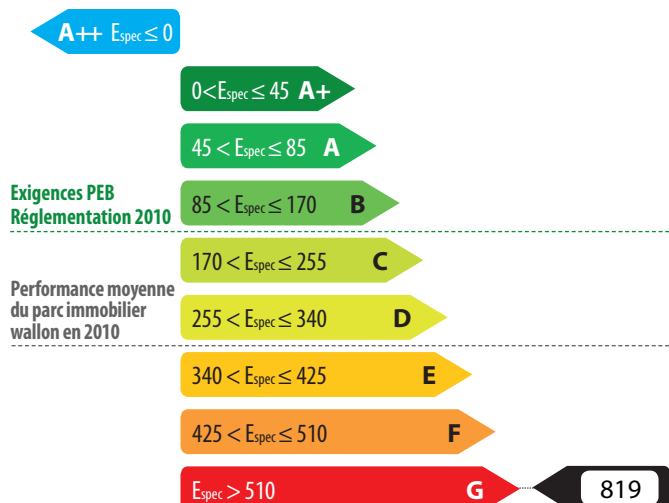 A++ Espec ≤ 0
0<Espec ≤ 45 A+
45 < Espec ≤ 85 A
Exigences PEB
Réglementation 2010
85 < Espec ≤ 170 B
170 < Espec ≤ 255 C
Performance moyenne
du parc immobilier
wallon en 2010
255 < Espec ≤ 340 D
340 < Espec ≤ 425 E
425 < Espec ≤ 510 F
Espec > 510 G 819